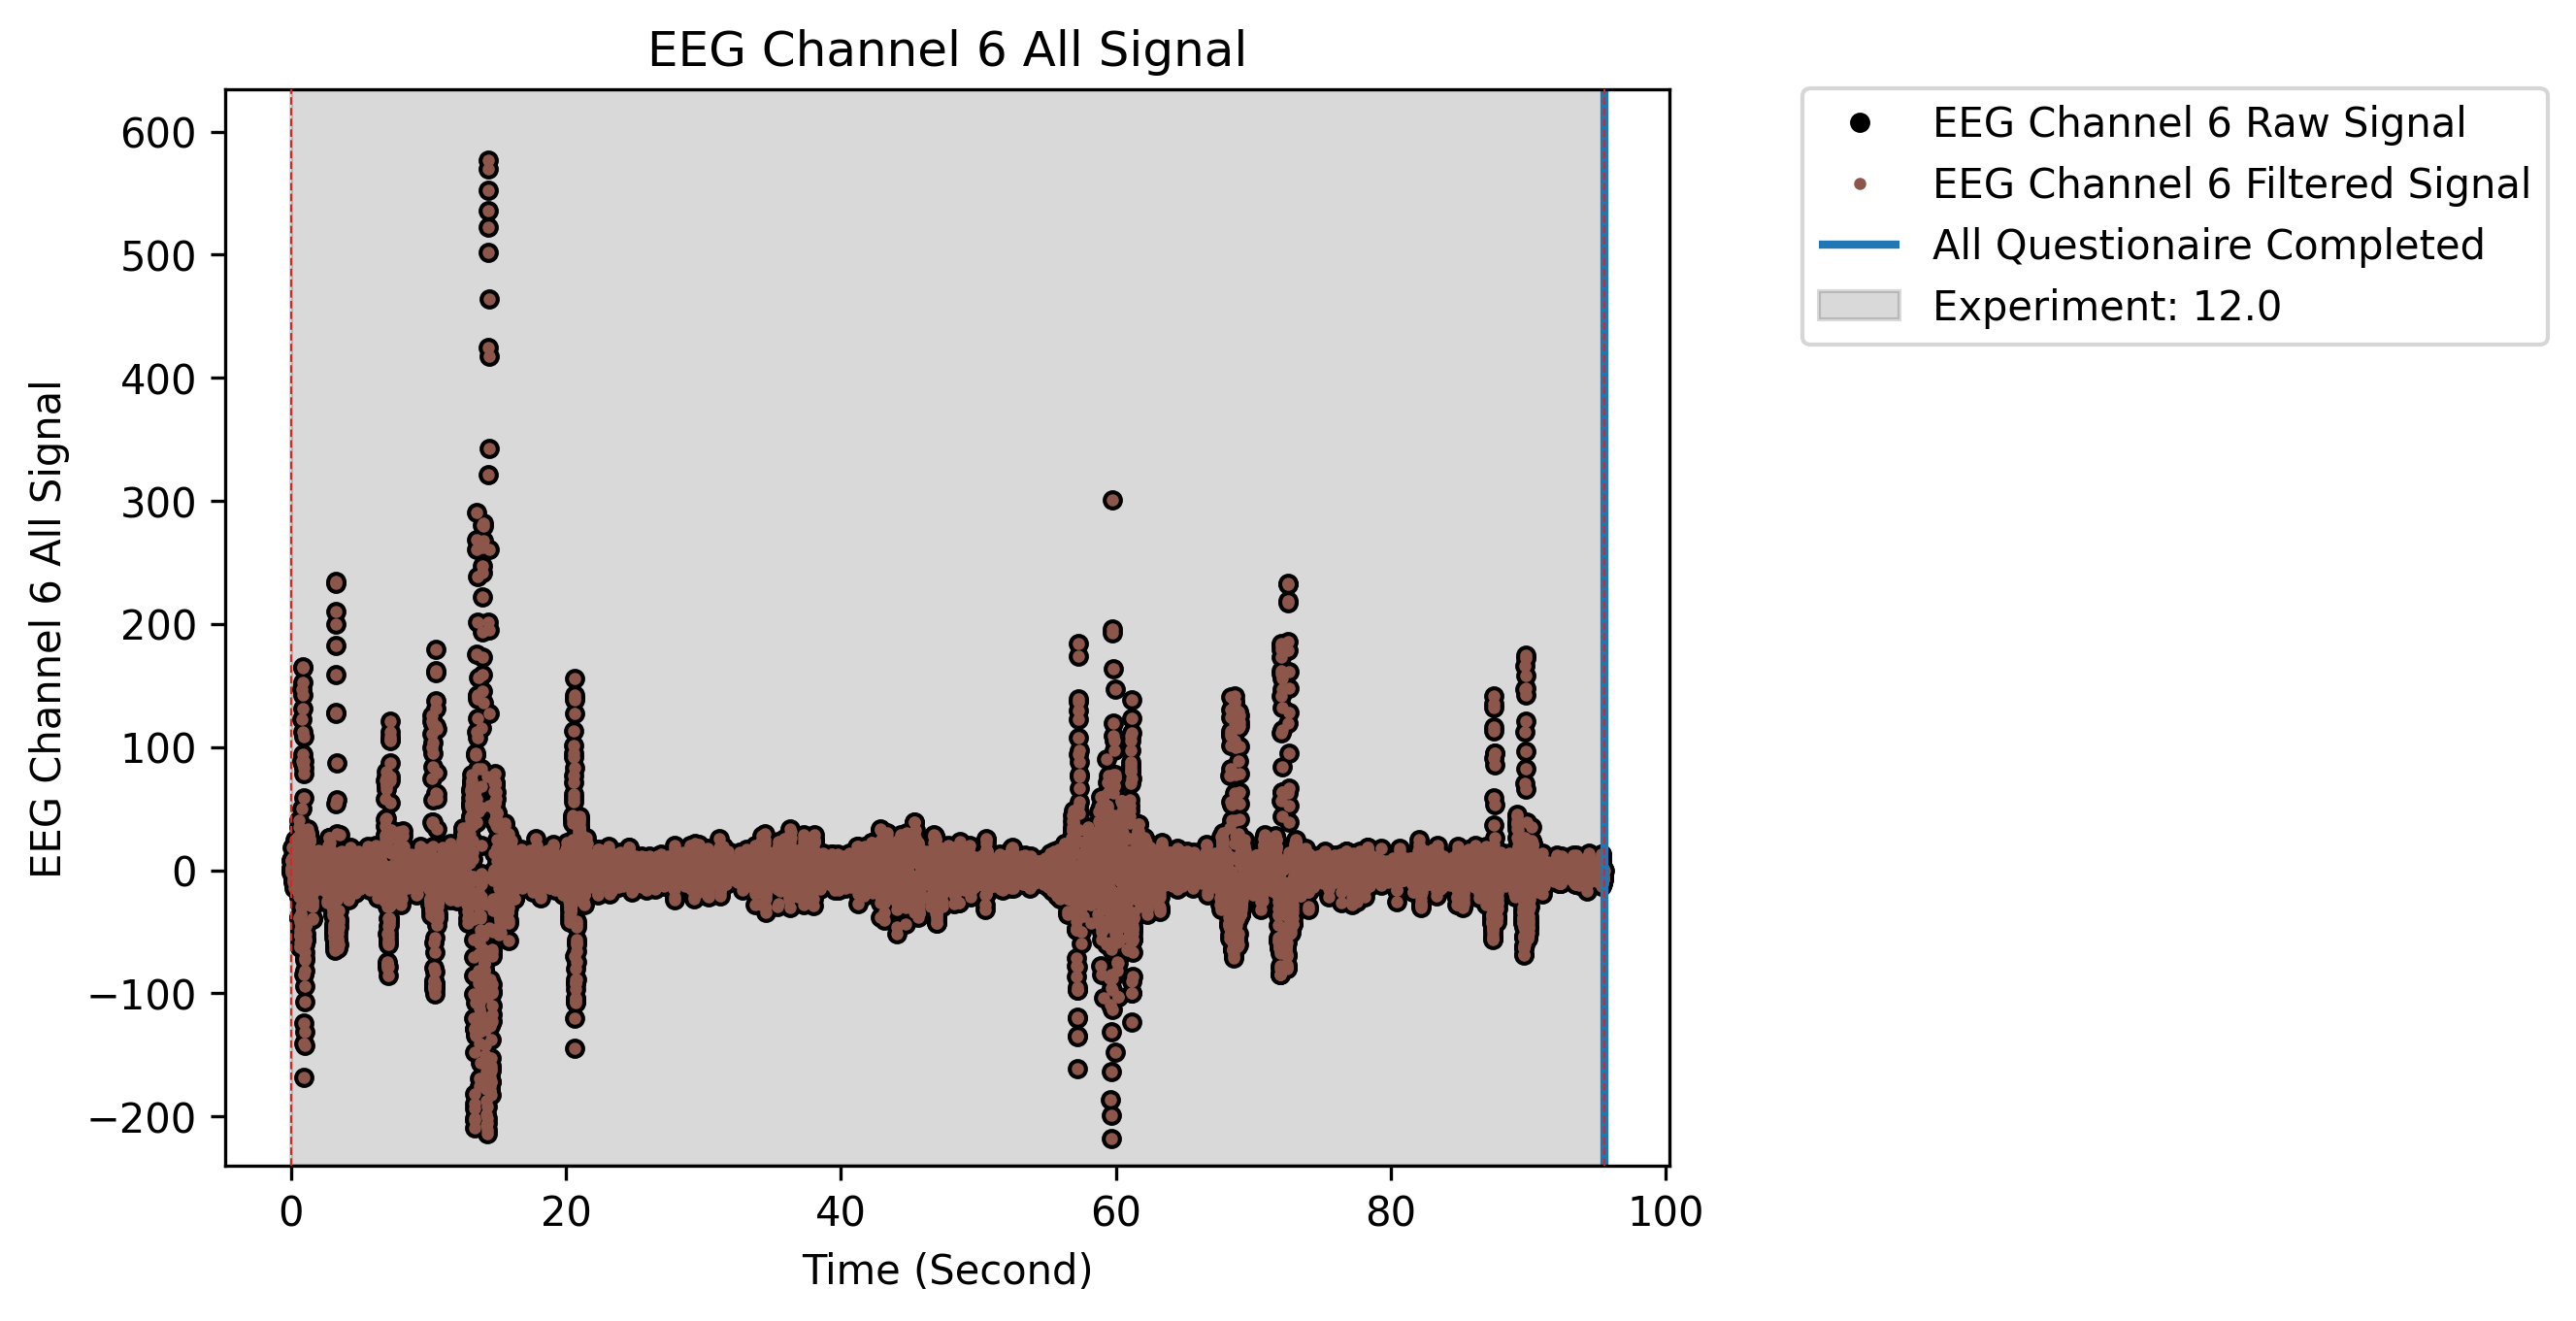 EEG Channel 6 All Signal
EEG Channel 6 Raw Signal
EEG Channel 6 Filtered Signal
All Questionaire Completed
Experiment: 12.0
EEG Channel 6 All Signal
600
500
400
300
200
100
0
−100
−200
0 20 40 60 80 100
Time (Second)